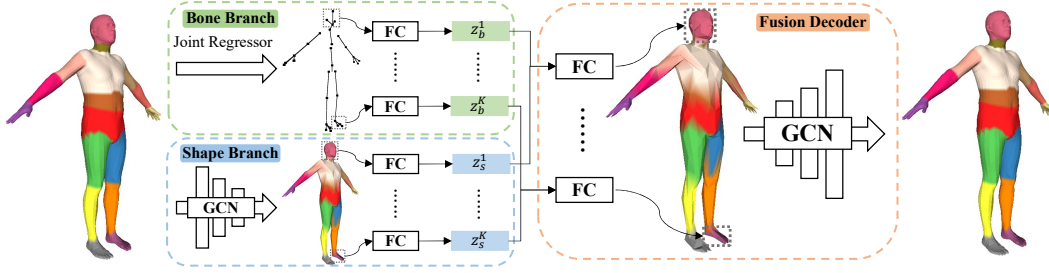 Bone Branch
Joint Regressor
FC
z_b^1
FC
z_b^K
Shape Branch
GCN
FC
z_s^1
FC
z_s^K
Fusion Decoder
FC
FC
GCN